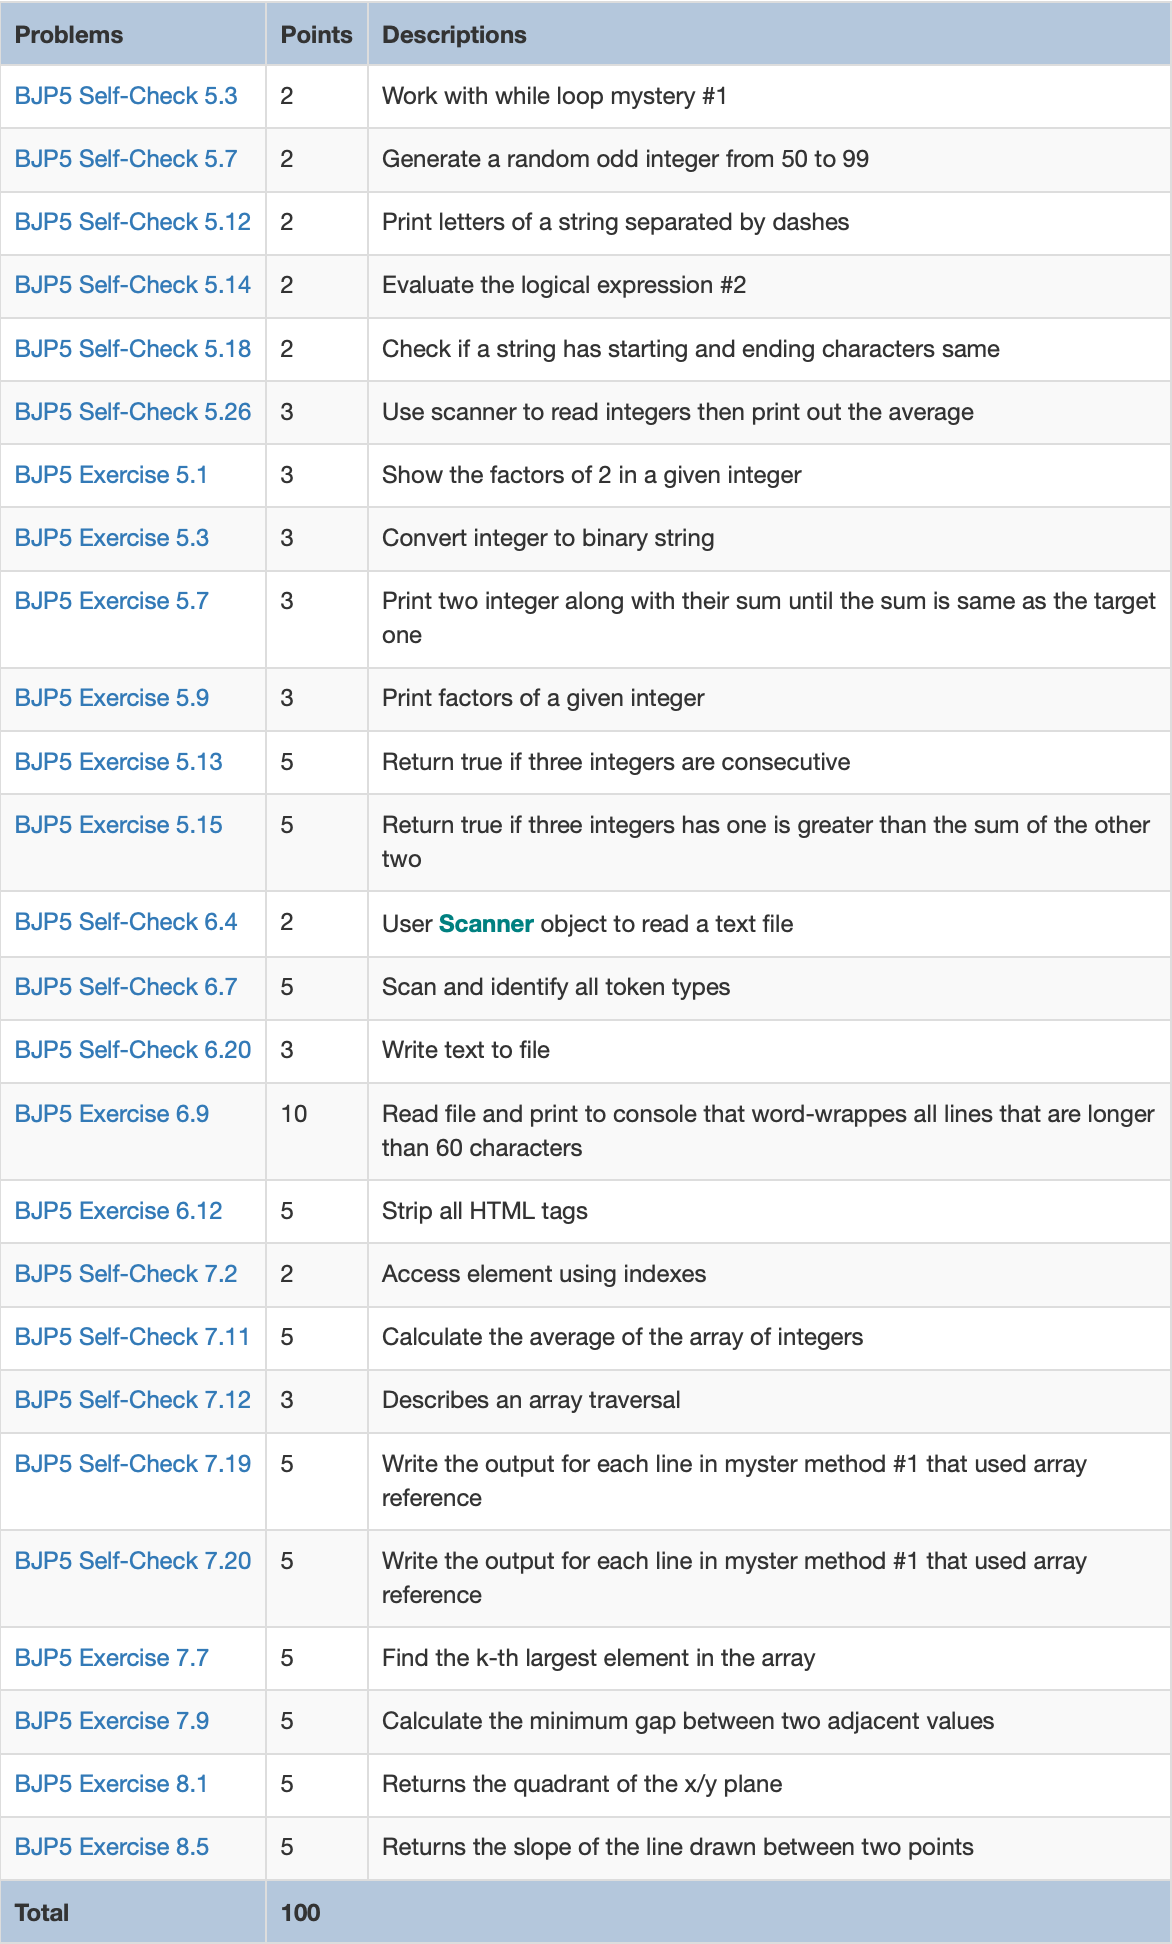 Problems Points Descriptions
BJP5 Self-Check 5.3 2 Work with while loop mystery #1
BJP5 Self-Check 5.7 2 Generate a random odd integer from 50 to 99
BJP5 Self-Check 5.12 2 Print letters of a string separated by dashes
BJP5 Self-Check 5.14 2 Evaluate the logical expression #2
BJP5 Self-Check 5.18 2 Check if a string has starting and ending characters same
BJP5 Self-Check 5.26 3 Use scanner to read integers then print out the average
BJP5 Exercise 5.1 3 Show the factors of 2 in a given integer
BJP5 Exercise 5.3 3 Convert integer to binary string
BJP5 Exercise 5.7 3 Print two integer along with their sum until the sum is same as the target
one
BJP5 Exercise 5.9 3 Print factors of a given integer
BJP5 Exercise 5.13 5 Return true if three integers are consecutive
BJP5 Exercise 5.15 5 Return true if three integers has one is greater than the sum of the other
two
BJP5 Self-Check 6.4 2 User Scanner object to read a text file
BJP5 Self-Check 6.7 5 Scan and identify all token types
BJP5 Self-Check 6.20 3 Write text to file
BJP5 Exercise 6.9 10 Read file and print to console that word-wrappes all lines that are longer
than 60 characters
BJP5 Exercise 6.12 5 Strip all HTML tags
BJP5 Self-Check 7.2 2 Access element using indexes
BJP5 Self-Check 7.11 5 Calculate the average of the array of integers
BJP5 Self-Check 7.12 3 Describes an array traversal
BJP5 Self-Check 7.19 5 Write the output for each line in myster method #1 that used array
reference
BJP5 Self-Check 7.20 5 Write the output for each line in myster method #1 that used array
reference
BJP5 Exercise 7.7 5 Find the k-th largest element in the array
BJP5 Exercise 7.9 5 Calculate the minimum gap between two adjacent values
BJP5 Exercise 8.1 5 Returns the quadrant of the x/y plane
BJP5 Exercise 8.5 5 Returns the slope of the line drawn between two points
Total 100